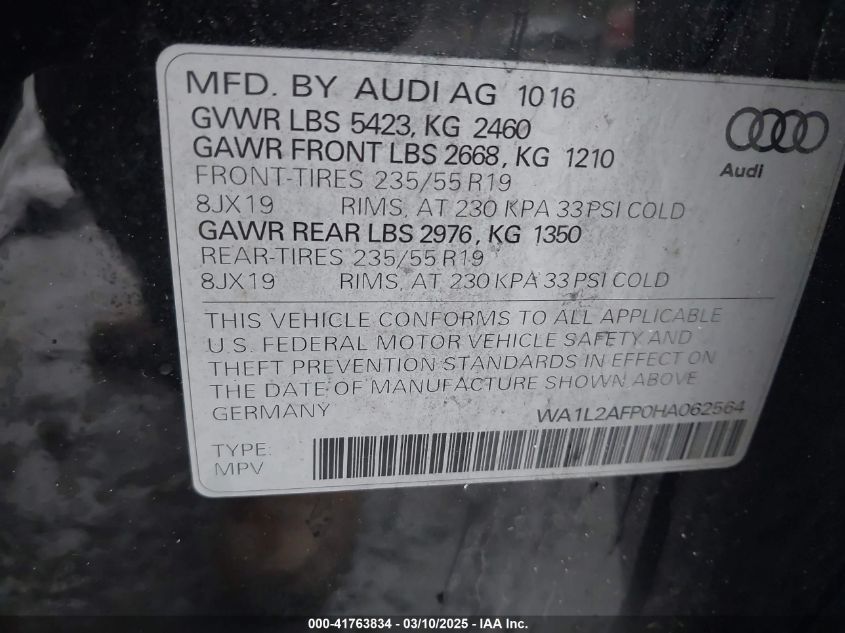 MFD. BY AUDI AG 10 16
GVWR LBS 5423, KG 2460
GAWR FRONT LBS 2668, KG 1210
FRONT-TIRES 235/55 R19
8JX19 RIMS, AT 230 KPA 33 PSI COLD
GAWR REAR LBS 2976, KG 1350
REAR-TIRES 235/55 R19
8JX19 RIMS, AT 230 KPA 33 PSI COLD
Audi
THIS VEHICLE CONFORMS TO ALL APPLICABLE
U.S. FEDERAL MOTOR VEHICLE SAFETY AND
THEFT PREVENTION STANDARDS IN EFFECT ON
THE DATE OF MANUFACTURE SHOWN ABOVE
GERMANY WA1L2AFP0HA062564
TYPE:
MPV
000-41763834 - 03/10/2025 - IAA Inc.